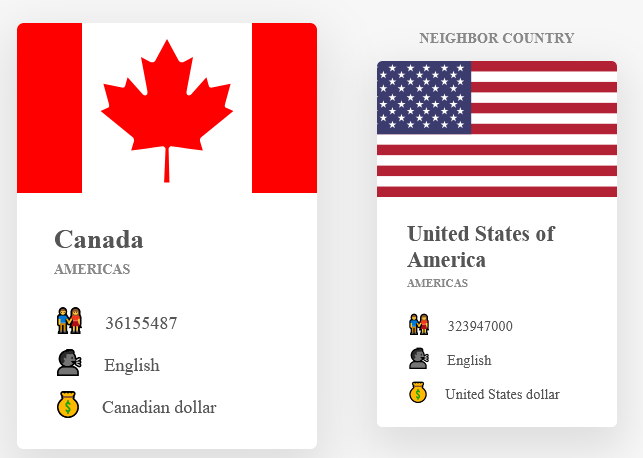 Canada
AMERICAS
36155487
English
Canadian dollar
NEIGHBOR COUNTRY
United States of
America
AMERICAS
323947000
English
United States dollar